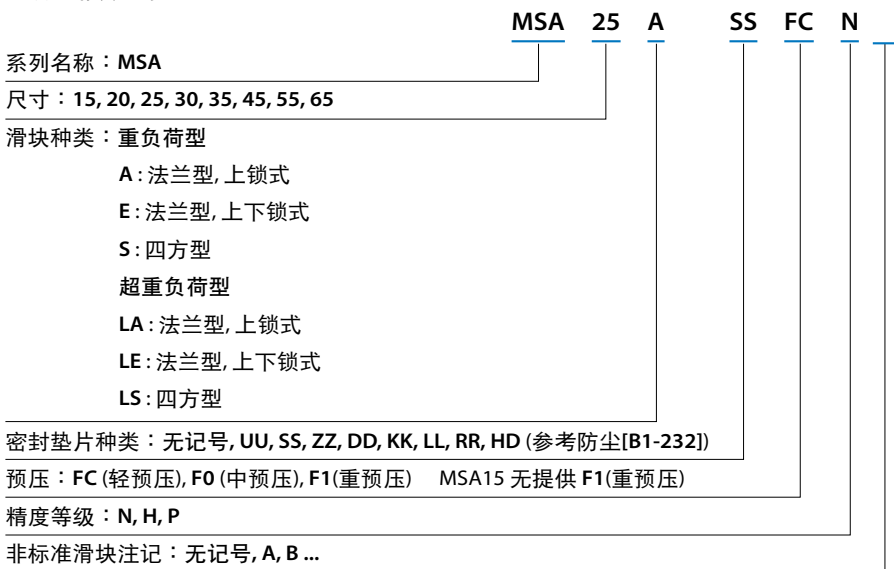 MSA 25 A SS FC N
系列名称：MSA
尺寸：15, 20, 25, 30, 35, 45, 55, 65
滑块种类：重负荷型
A : 法兰型, 上锁式
E : 法兰型, 上下锁式
S : 四方型
超重负荷型
LA : 法兰型, 上锁式
LE : 法兰型, 上下锁式
LS : 四方型
密封垫片种类：无记号, UU, SS, ZZ, DD, KK, LL, RR, HD (参考防尘[B1-232])
预压：FC (轻预压), F0 (中预压), F1(重预压) MSA15 无提供 F1(重预压)
精度等级：N, H, P
非标准滑块注记：无记号, A, B ...